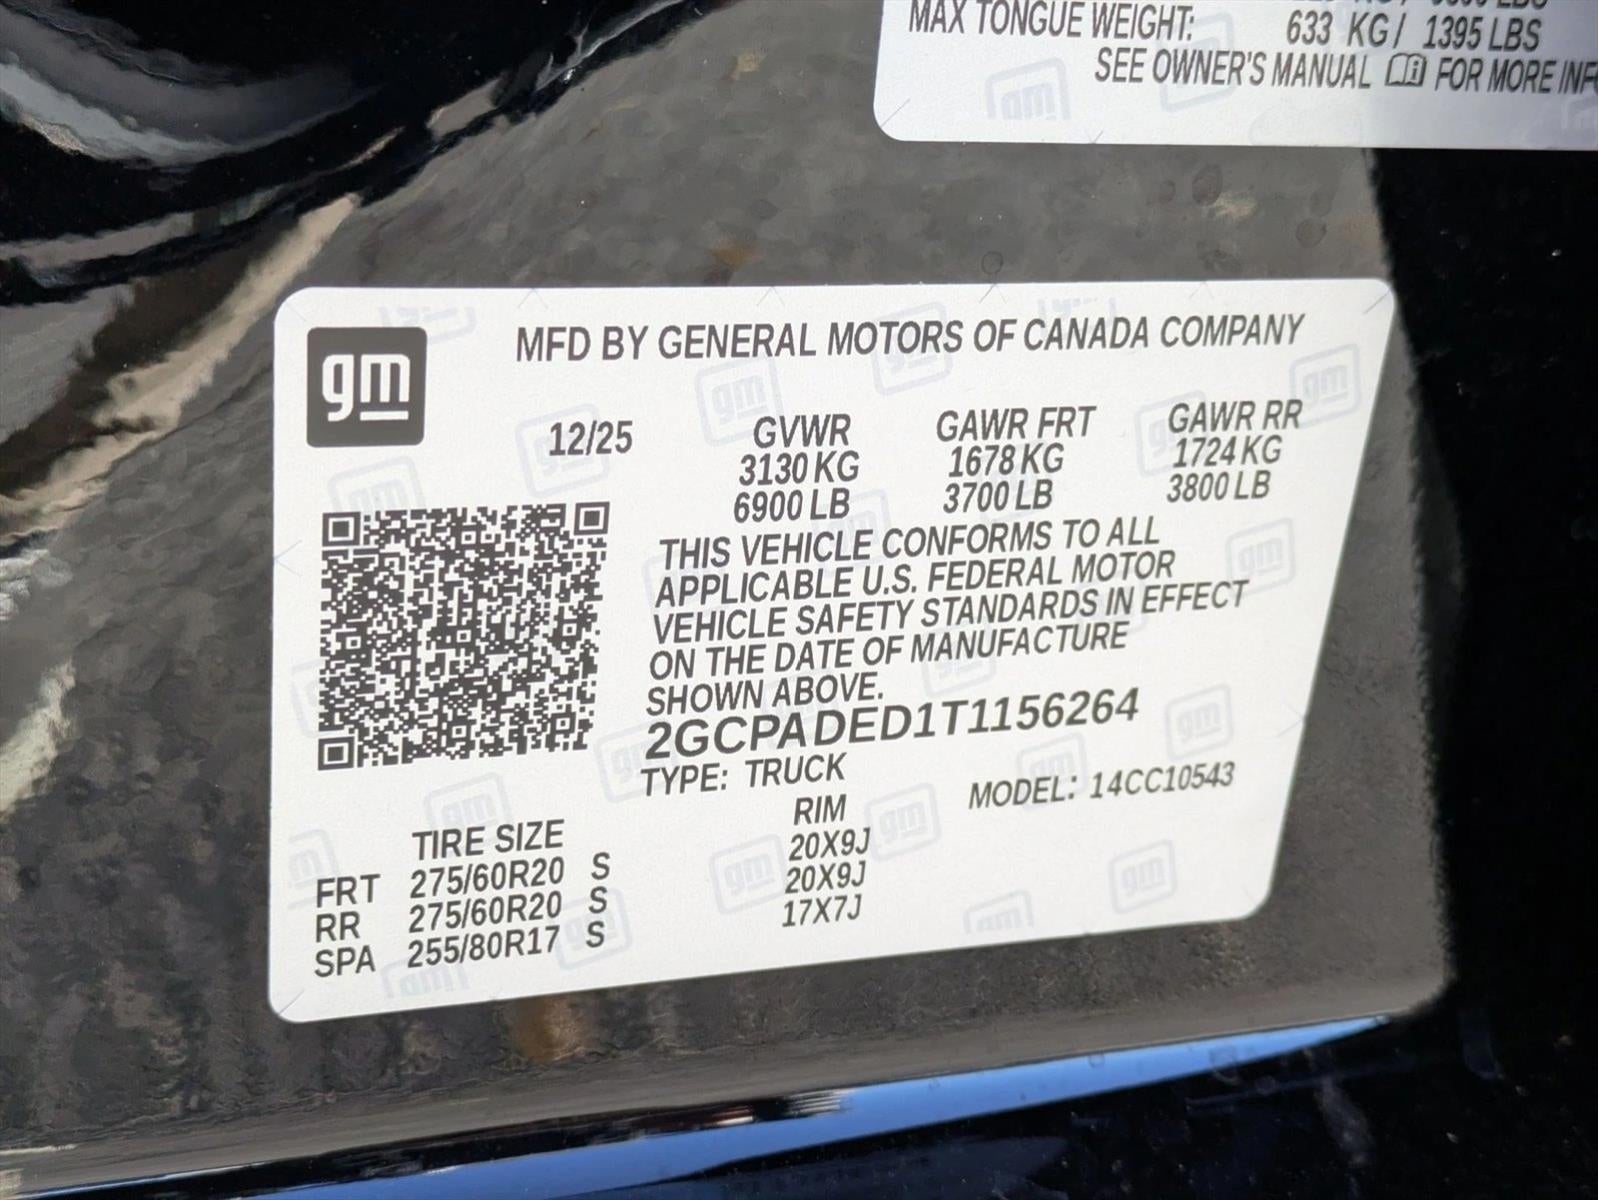 MAX TONGUE WEIGHT: 633 KG / 1395 LBS
SEE OWNER'S MANUAL FOR MORE
gm
MFD BY GENERAL MOTORS OF CANADA COMPANY
12/25 GVWR GAWR FRT GAWR RR
3130 KG 1678 KG 1724 KG
6900 LB 3700 LB 3800 LB
THIS VEHICLE CONFORMS TO ALL
APPLICABLE U.S. FEDERAL MOTOR
VEHICLE SAFETY STANDARDS IN EFFECT
ON THE DATE OF MANUFACTURE
SHOWN ABOVE.
2GCPADED1T1156264
TYPE: TRUCK
MODEL: 14CC10543
TIRE SIZE RIM
FRT 275/60R20 S 20X9J
RR 275/60R20 S 20X9J
SPA 255/80R17 S 17X7J